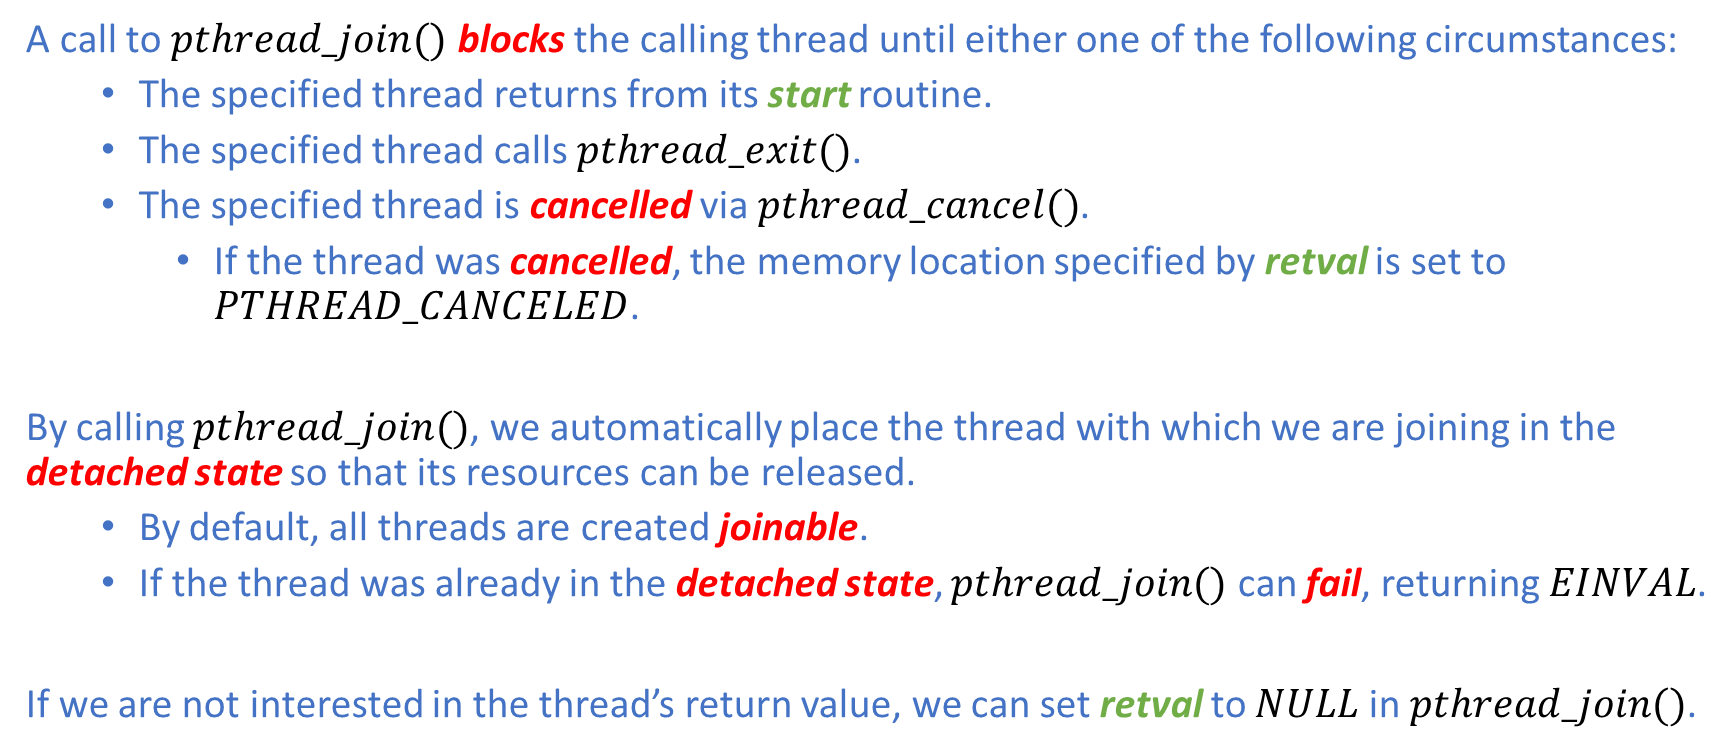 A call to pthread_join() blocks the calling thread until either one of the following circumstances:
• The specified thread returns from its start routine.
• The specified thread calls pthread_exit().
• The specified thread is cancelled via pthread_cancel().
• If the thread was cancelled, the memory location specified by retval is set to
PTHREAD_CANCELED.
By calling pthread_join(), we automatically place the thread with which we are joining in the
detached state so that its resources can be released.
• By default, all threads are created joinable.
• If the thread was already in the detached state, pthread_join() can fail, returning EINVAL.
If we are not interested in the thread’s return value, we can set retval to NULL in pthread_join().